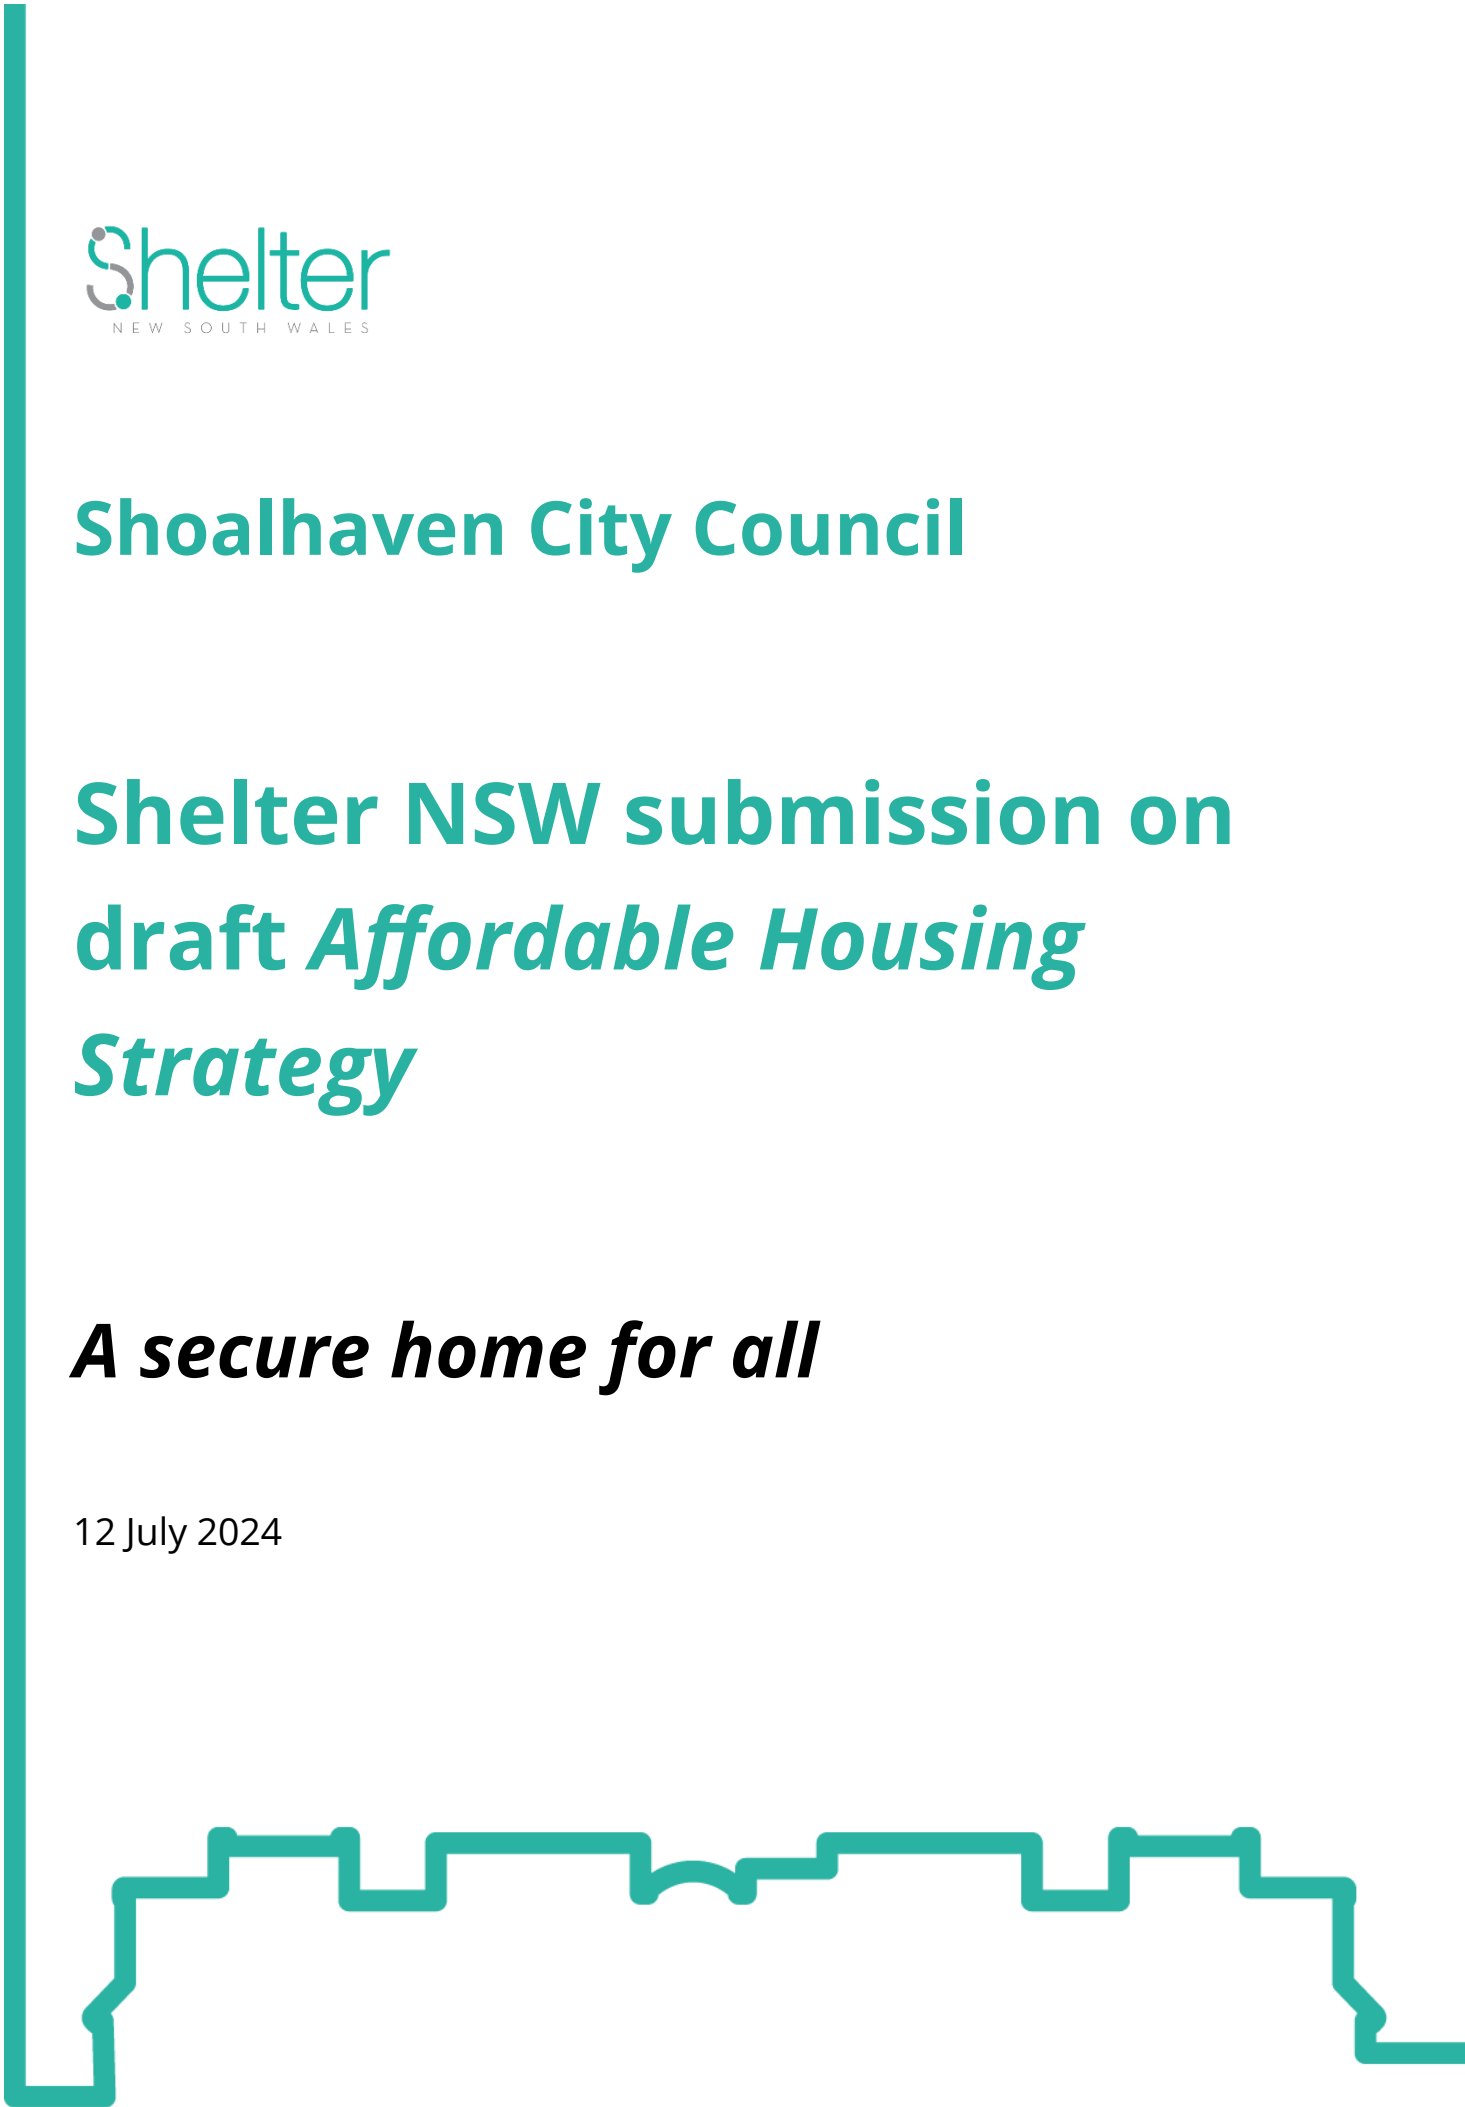 Shelter
NEW SOUTH WALES
Shoalhaven City Council
Shelter NSW submission on
draft Affordable Housing
Strategy
A secure home for all
12 July 2024